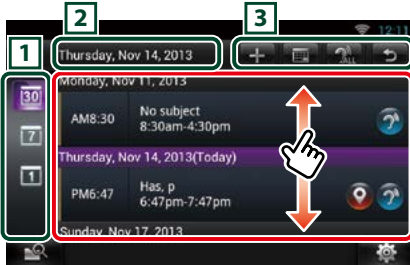 2
3
12:11
1
Thursday, Nov 14, 2013
ALL
Monday, Nov 11, 2013
30
AM8:30
No subject
8:30am-4:30pm
7
Thursday, Nov 14, 2013(Today)
1
PM6:47
Has, p
6:47pm-7:47pm
Sunday, Nov 17, 2013